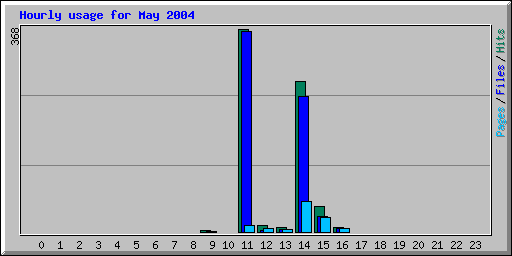 Hourly usage for May 2004
368
Pages/Files/Hits
0 1 2 3 4 5 6 7 8 9 10 11 12 13 14 15 16 17 18 19 20 21 22 23